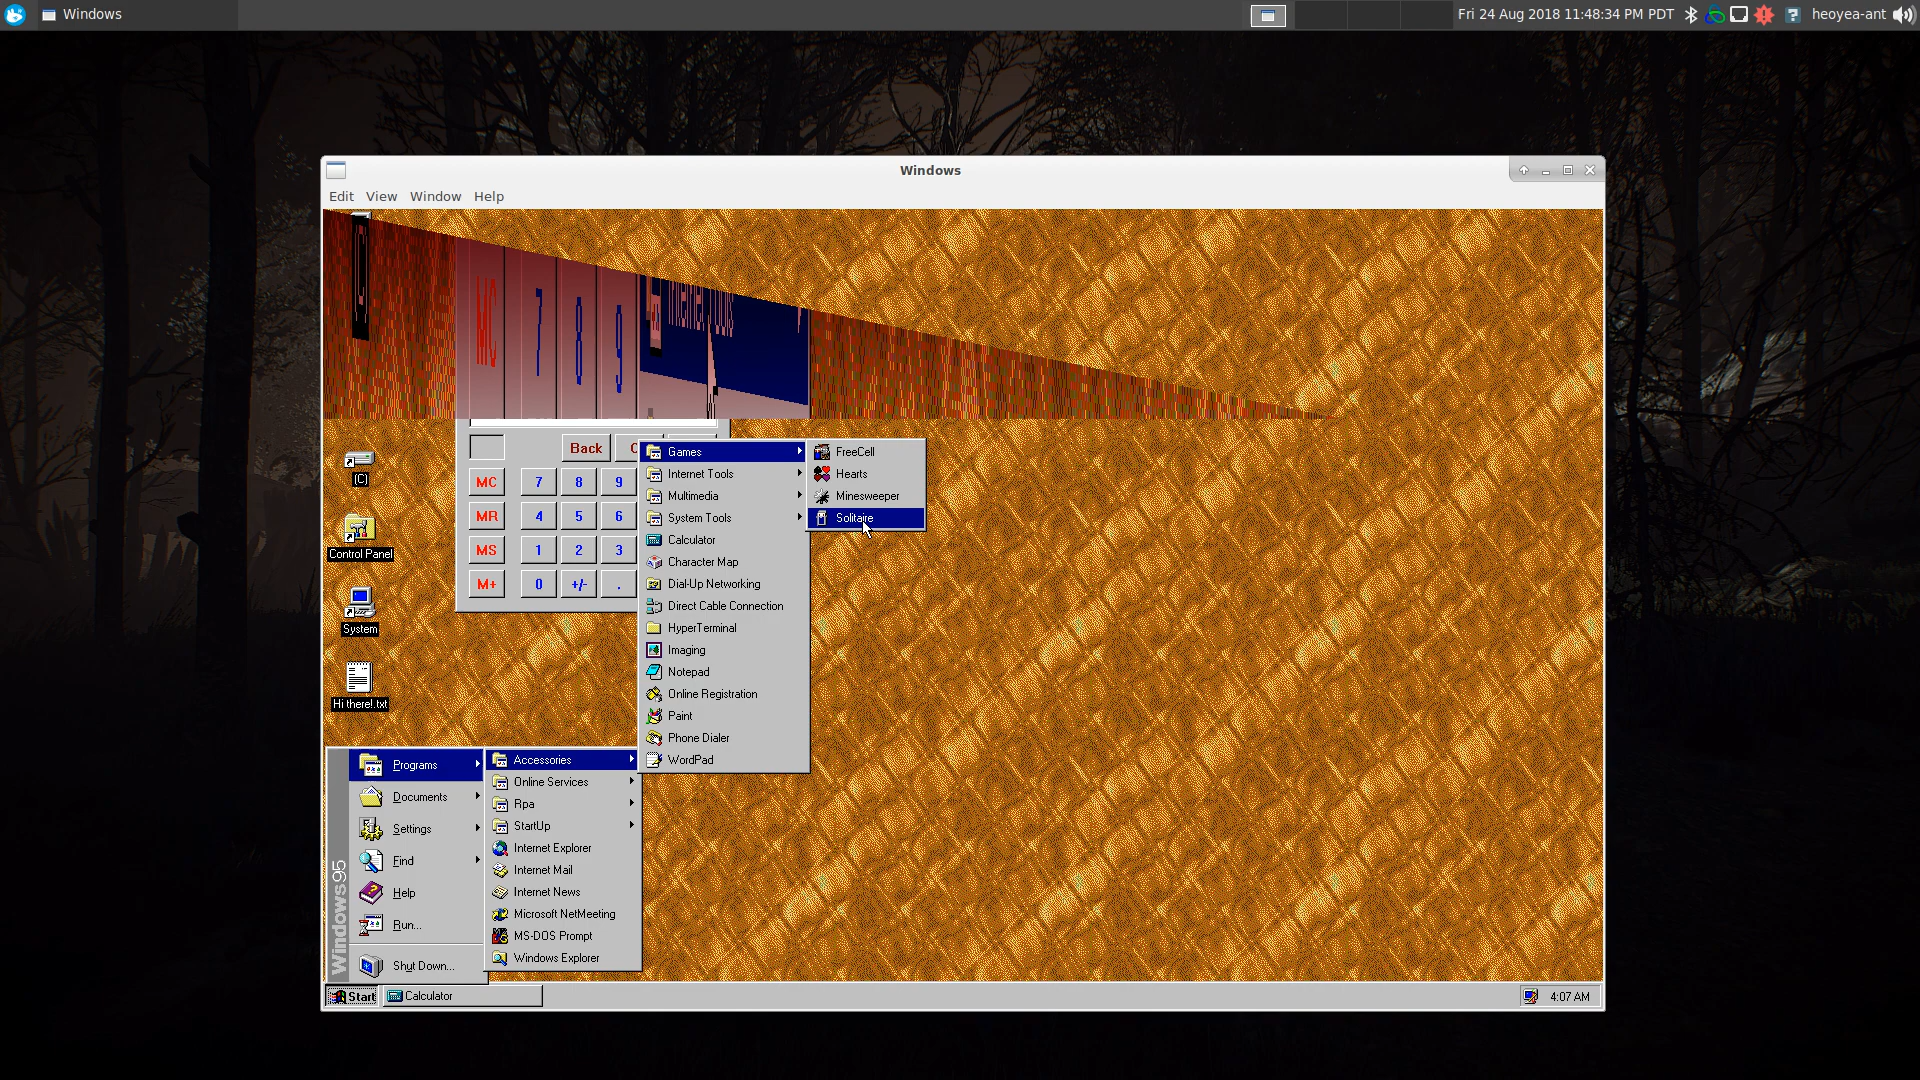 Windows
Fri 24 Aug 2018 11:48:34 PM PDT
heoyea-ant
Windows
Edit View Window Help
MC 7 8 9
Internet Tools
Back
MC 7 8 9
MR 4 5 6
MS 1 2 3
M+ 0 +/- .
(C)
Control Panel
System
Hi there!.txt
Games
Internet Tools
Multimedia
System Tools
Calculator
Character Map
Dial-Up Networking
Direct Cable Connection
HyperTerminal
Imaging
Notepad
Online Registration
Paint
Phone Dialer
WordPad
FreeCell
Hearts
Minesweeper
Solitaire
Windows95
Programs
Documents
Settings
Find
Help
Run...
Shut Down...
Accessories
Online Services
Rpa
StartUp
Internet Explorer
Internet Mail
Internet News
Microsoft NetMeeting
MS-DOS Prompt
Windows Explorer
Start
Calculator
4:07 AM